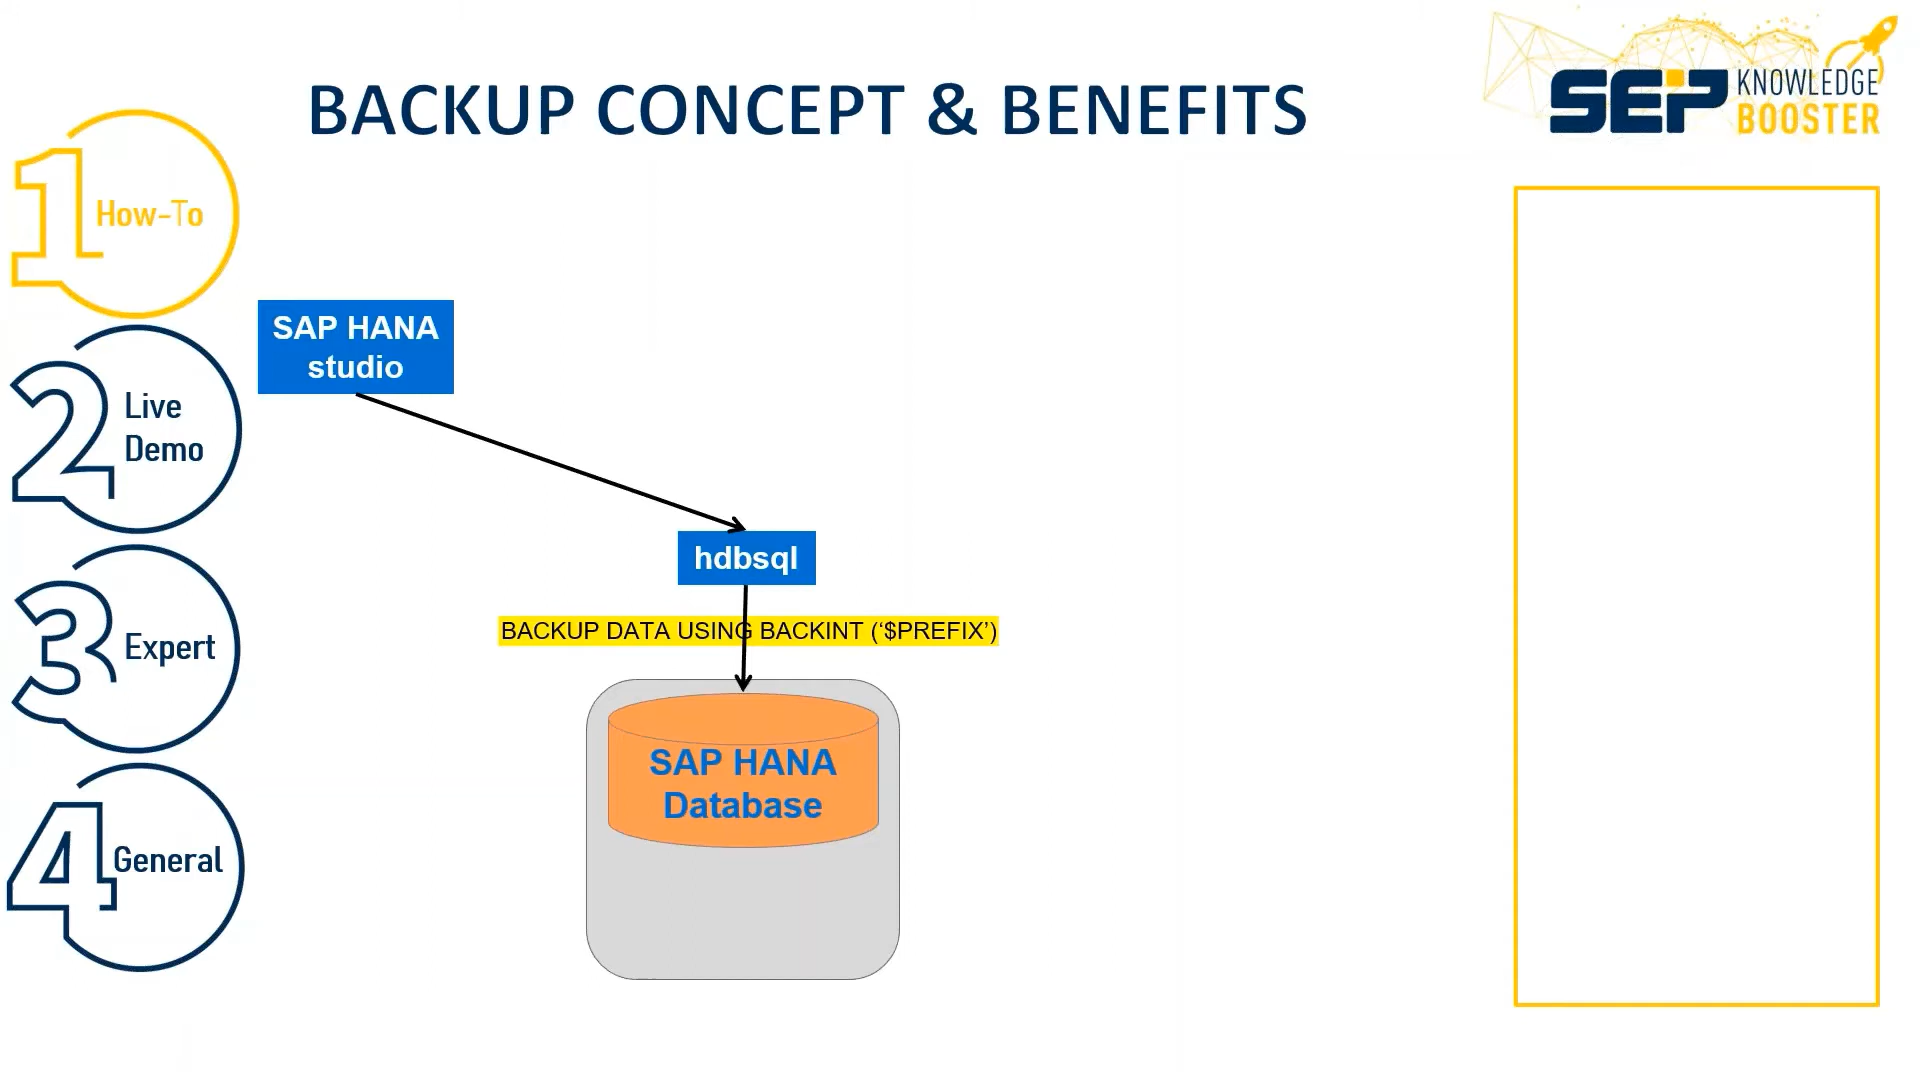 BACKUP CONCEPT & BENEFITS
SEP KNOWLEDGE
BOOSTER
1 How-To
2 Live
Demo
3 Expert
4 General
SAP HANA
studio
hdbsql
BACKUP DATA USING BACKINT (‘$PREFIX’)
SAP HANA
Database